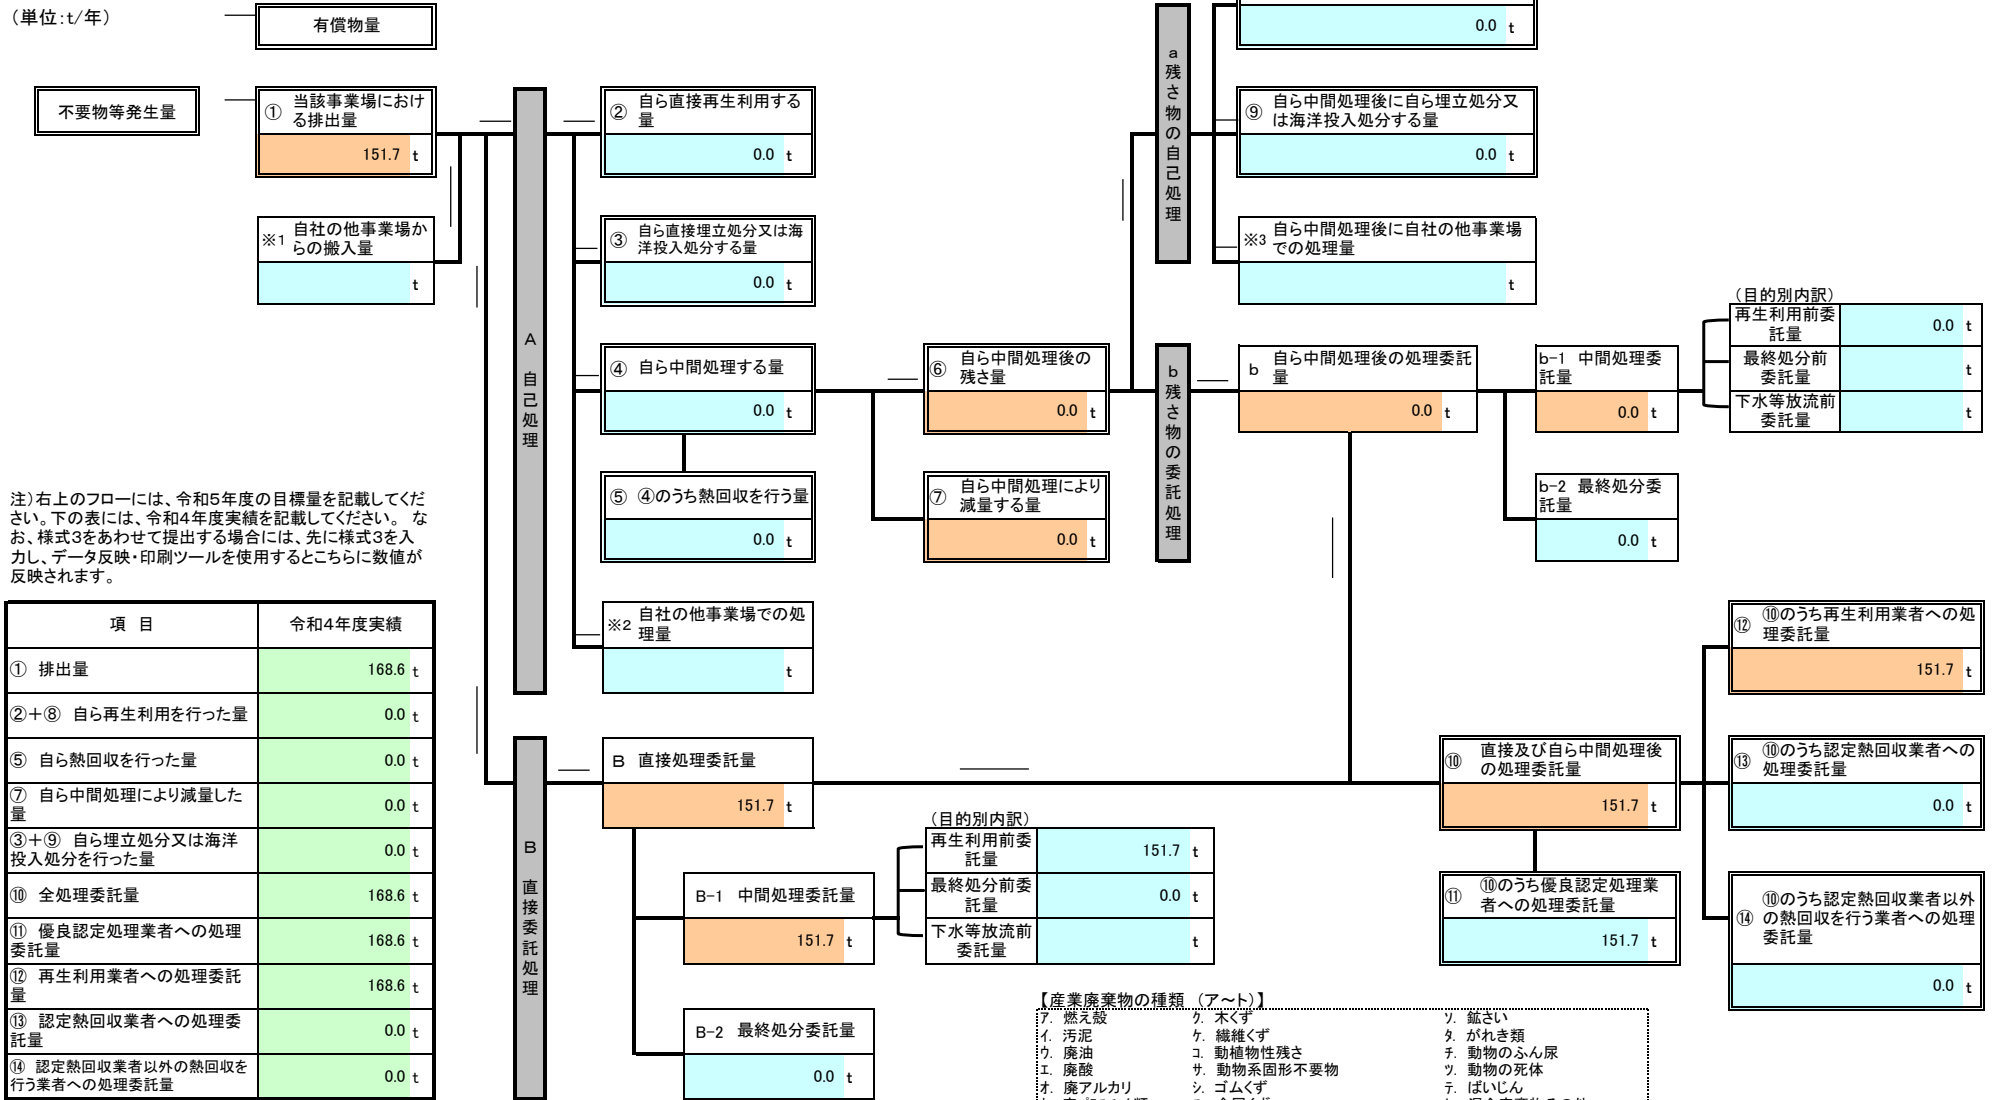 (単位:t/年)
有償物量
0.0 t
不要物等発生量
① 当該事業場におけ
る排出量
151.7 t
※1 自社の他事業場か
らの搬入量
t
A 自己処理
② 自ら直接再生利用する
量
0.0 t
③ 自ら直接埋立処分又は海
洋投入処分する量
0.0 t
④ 自ら中間処理する量
0.0 t
⑤ ④のうち熱回収を行う量
0.0 t
※2 自社の他事業場での処
理量
t
⑥ 自ら中間処理後の
残さ量
0.0 t
⑦ 自ら中間処理により
減量する量
0.0 t
a 残さ物の自己処理
⑨ 自ら中間処理後に自ら埋立処分又
は海洋投入処分する量
0.0 t
※3 自ら中間処理後に自社の他事業場
での処理量
t
b 残さ物の委託処理
b 自ら中間処理後の処理委託
量
0.0 t
b-1 中間処理委
託量
0.0 t
(目的別内訳)
再生利用前委
託量
0.0 t
最終処分前
委託量
t
下水等放流前
委託量
t
b-2 最終処分委
託量
0.0 t
注)右上のフローには、令和5年度の目標量を記載してくだ
さい。下の表には、令和4年度実績を記載してください。 な
お、様式3をあわせて提出する場合には、先に様式3を入
力し、データ反映・印刷ツールを使用するとこちらに数値が
反映されます。
項 目 令和4年度実績
① 排出量 168.6 t
②+⑧ 自ら再生利用を行った量 0.0 t
⑤ 自ら熱回収を行った量 0.0 t
⑦ 自ら中間処理により減量した
量 0.0 t
③+⑨ 自ら埋立処分又は海洋
投入処分を行った量 0.0 t
⑩ 全処理委託量 168.6 t
⑪ 優良認定処理業者への処理
委託量 168.6 t
⑫ 再生利用業者への処理委託
量 168.6 t
⑬ 認定熱回収業者への処理委
託量 0.0 t
⑭ 認定熱回収業者以外の熱回収を
行う業者への処理委託量 0.0 t
B 直接委託処理
B 直接処理委託量
151.7 t
B-1 中間処理委託量
151.7 t
(目的別内訳)
再生利用前委
託量
151.7 t
最終処分前委
託量
0.0 t
下水等放流前
委託量
t
B-2 最終処分委託量
0.0 t
⑩ 直接及び自ら中間処理後
の処理委託量
151.7 t
⑪ ⑩のうち優良認定処理業
者への処理委託量
151.7 t
⑫ ⑩のうち再生利用業者への処
理委託量
151.7 t
⑬ ⑩のうち認定熱回収業者への
処理委託量
0.0 t
⑭ ⑩のうち認定熱回収業者以外
の熱回収を行う業者への処理
委託量
0.0 t
【産業廃棄物の種類 (ア~ト)】
ア. 燃え殻 ク. 木くず ソ. 鉱さい
イ. 汚泥 ケ. 繊維くず タ. がれき類
ウ. 廃油 コ. 動植物性残さ チ. 動物のふん尿
エ. 廃酸 サ. 動物系固形不要物 ツ. 動物の死体
オ. 廃アルカリ シ. ゴムくず テ. ばいじん